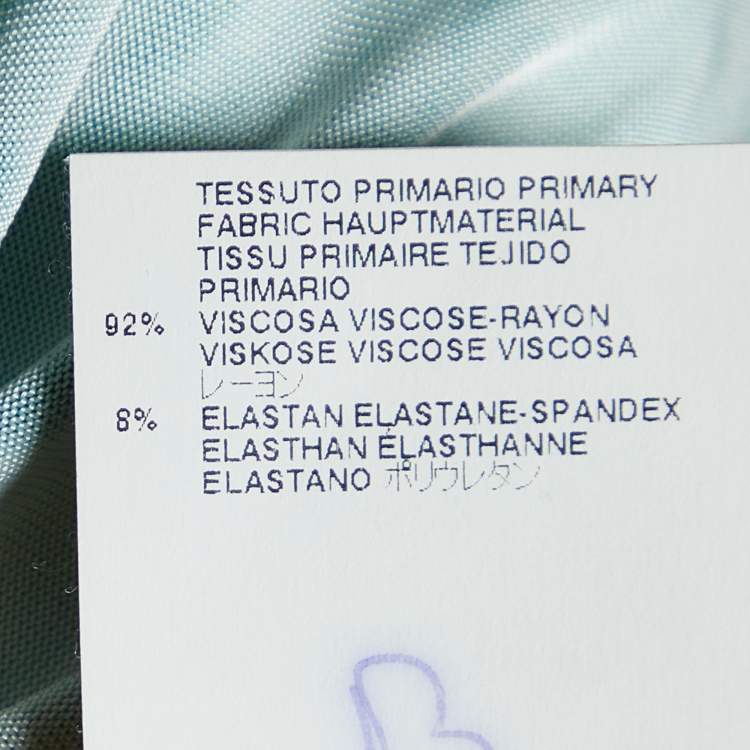 TESSUTO PRIMARIO PRIMARY
FABRIC HAUPTMATERIAL
TISSU PRIMAIRE TEJIDO
PRIMARIO
92% VISCOSA VISCOSE-RAYON
VISKOSE VISCOSE VISCOSA
レーヨン
8% ELASTAN ELASTANE-SPANDEX
ELASTHAN ÉLASTHANNE
ELASTANO ポリウレタン